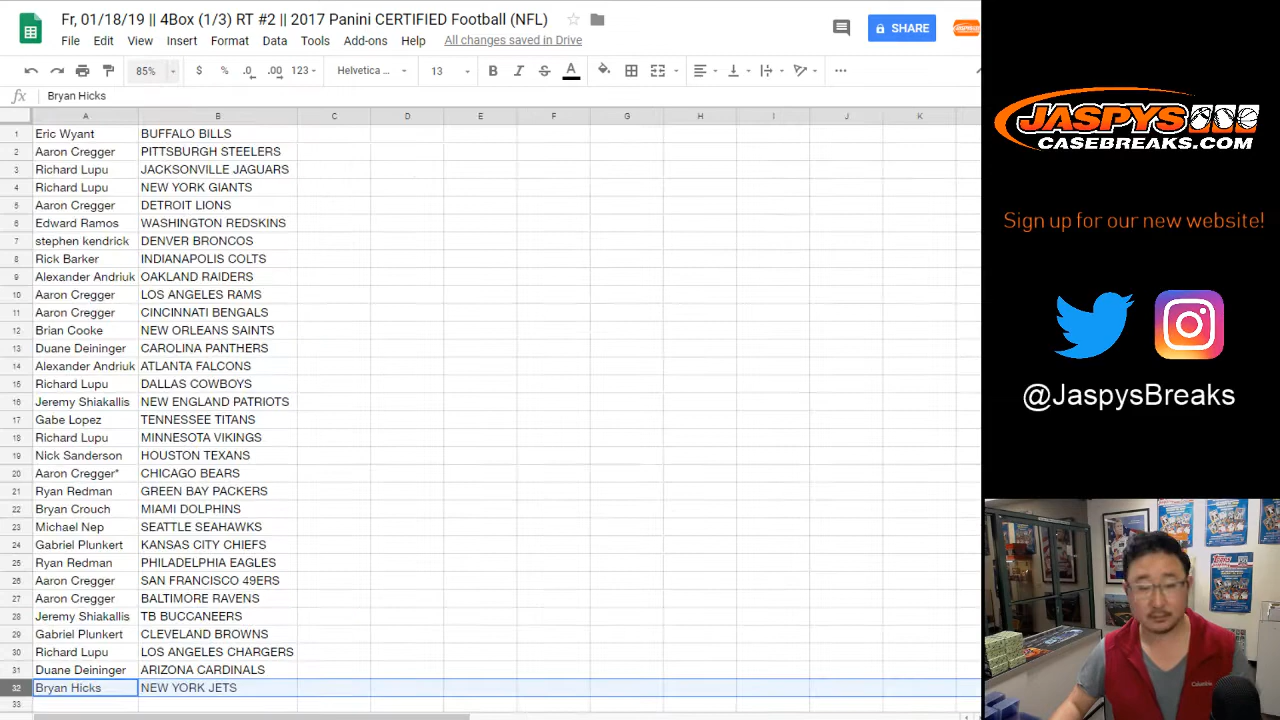 Fr, 01/18/19 || 4Box (1/3) RT #2 || 2017 Panini CERTIFIED Football (NFL)
File Edit View Insert Format Data Tools Add-ons Help All changes saved in Drive
SHARE
85% $ % .0 .00 123 Helvetica ... 13 B I S A
fx Bryan Hicks
A B C D E F G H I J K
1 Eric Wyant BUFFALO BILLS
2 Aaron Cregger PITTSBURGH STEELERS
3 Richard Lupu JACKSONVILLE JAGUARS
4 Richard Lupu NEW YORK GIANTS
5 Aaron Cregger DETROIT LIONS
6 Edward Ramos WASHINGTON REDSKINS
7 stephen kendrick DENVER BRONCOS
8 Rick Barker INDIANAPOLIS COLTS
9 Alexander Andriuk OAKLAND RAIDERS
10 Aaron Cregger LOS ANGELES RAMS
11 Aaron Cregger CINCINNATI BENGALS
12 Brian Cooke NEW ORLEANS SAINTS
13 Duane Deininger CAROLINA PANTHERS
14 Alexander Andriuk ATLANTA FALCONS
15 Richard Lupu DALLAS COWBOYS
16 Jeremy Shiakallis NEW ENGLAND PATRIOTS
17 Gabe Lopez TENNESSEE TITANS
18 Richard Lupu MINNESOTA VIKINGS
19 Nick Sanderson HOUSTON TEXANS
20 Aaron Cregger* CHICAGO BEARS
21 Ryan Redman GREEN BAY PACKERS
22 Bryan Crouch MIAMI DOLPHINS
23 Michael Nep SEATTLE SEAHAWKS
24 Gabriel Plunkert KANSAS CITY CHIEFS
25 Ryan Redman PHILADELPHIA EAGLES
26 Aaron Cregger SAN FRANCISCO 49ERS
27 Aaron Cregger BALTIMORE RAVENS
28 Jeremy Shiakallis TB BUCCANEERS
29 Gabriel Plunkert CLEVELAND BROWNS
30 Richard Lupu LOS ANGELES CHARGERS
31 Duane Deininger ARIZONA CARDINALS
32 Bryan Hicks NEW YORK JETS
33
JASPYS
CASEBREAKS.COM
Sign up for our new website!
@JaspysBreaks